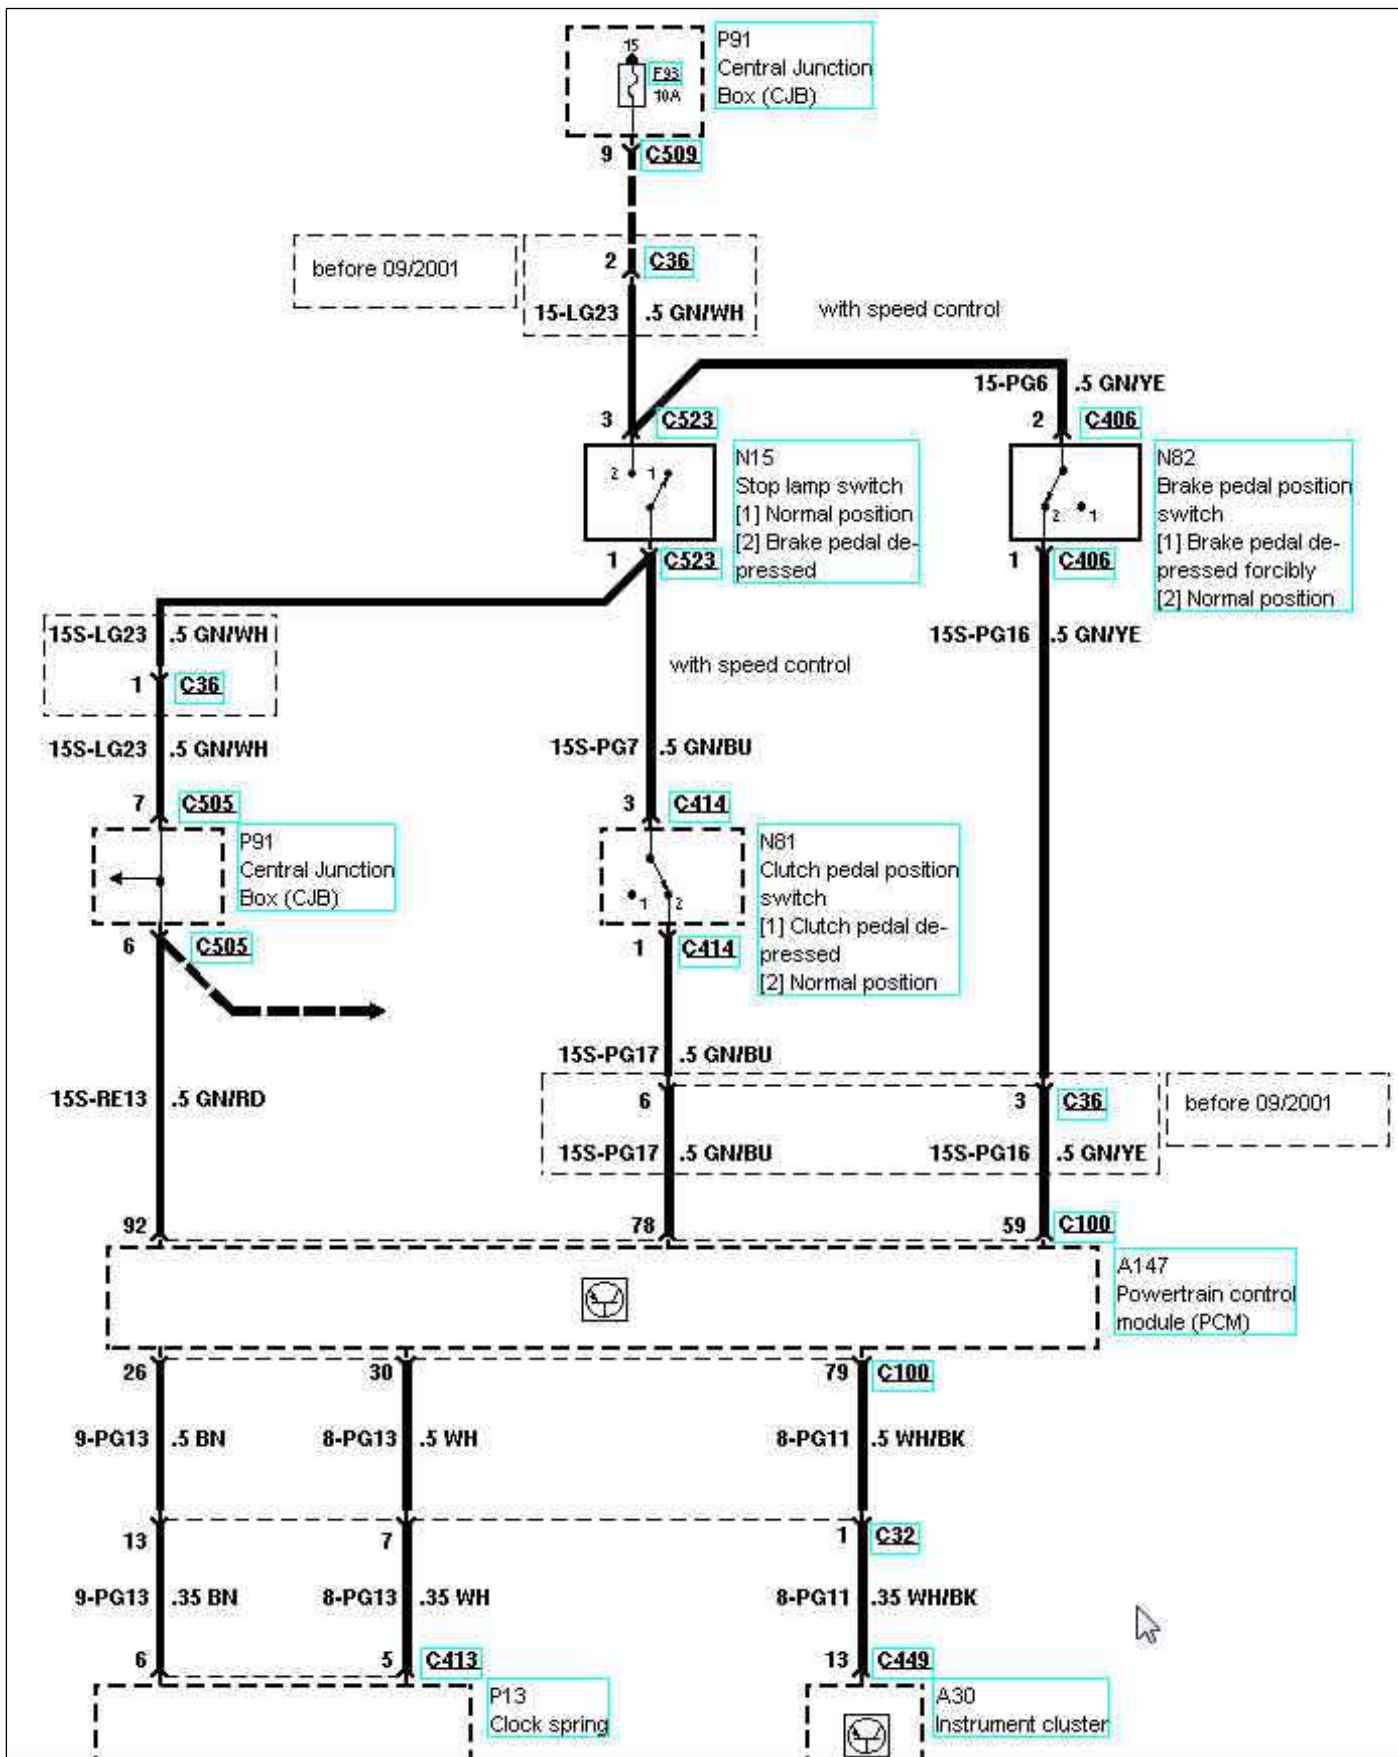 P91
Central Junction
Box (CJB)
15
F93
10A
9 C509
before 09/2001
2 C36
15-LG23 .5 GN/WH
with speed control
15-PG6 .5 GN/YE
3 C523
2 C406
N15
Stop lamp switch
[1] Normal position
[2] Brake pedal de-
pressed
2 1
N82
Brake pedal position
switch
[1] Brake pedal de-
pressed forcibly
[2] Normal position
2 1
1 C523
1 C406
15S-LG23 .5 GN/WH
15S-PG16 .5 GN/YE
with speed control
1 C36
15S-LG23 .5 GN/WH
15S-PG7 .5 GN/BU
7 C505
3 C414
P91
Central Junction
Box (CJB)
N81
Clutch pedal position
switch
[1] Clutch pedal de-
pressed
[2] Normal position
1 2
6 C505
1 C414
15S-PG17 .5 GN/BU
15S-RE13 .5 GN/RD
6
3 C36
before 09/2001
15S-PG17 .5 GN/BU
15S-PG16 .5 GN/YE
92
78
59 C100
A147
Powertrain control
module (PCM)
26
30
79 C100
9-PG13 .5 BN
8-PG13 .5 WH
8-PG11 .5 WH/BK
13
7
1 C32
9-PG13 .35 BN
8-PG13 .35 WH
8-PG11 .35 WH/BK
6
5 C413
13 C449
P13
Clock spring
A30
Instrument cluster